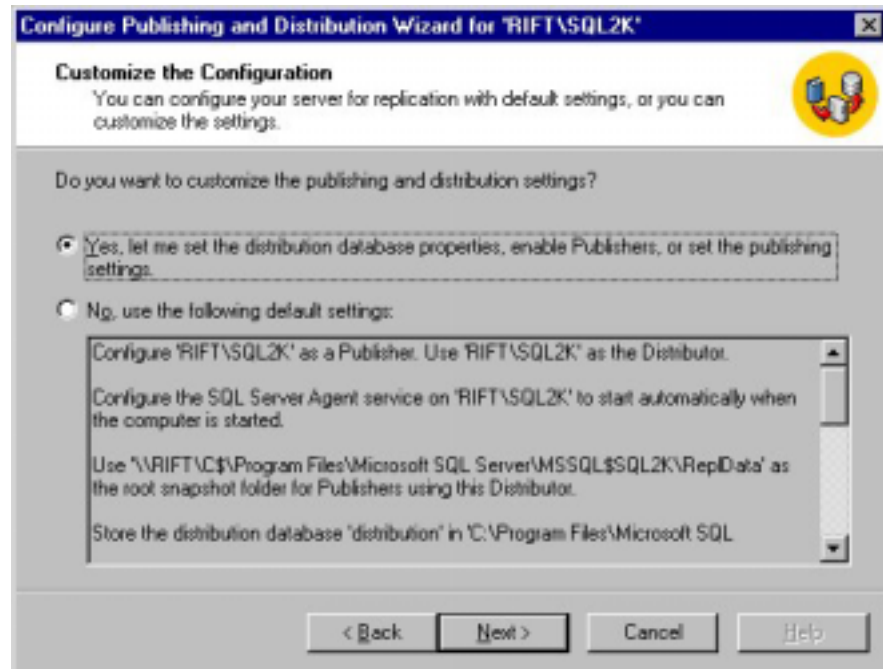 Configure Publishing and Distribution Wizard for 'RIFT\SQL2K'
Customize the Configuration
You can configure your server for replication with default settings, or you can
customize the settings.
Do you want to customize the publishing and distribution settings?
Yes, let me set the distribution database properties, enable Publishers, or set the publishing
settings.
No, use the following default settings:
Configure 'RIFT\SQL2K' as a Publisher. Use 'RIFT\SQL2K' as the Distributor.
Configure the SQL Server Agent service on 'RIFT\SQL2K' to start automatically when
the computer is started.
Use '\\RIFT\C$\Program Files\Microsoft SQL Server\MSSQL$SQL2K\ReplData' as
the root snapshot folder for Publishers using this Distributor.
Store the distribution database 'distribution' in 'C:\Program Files\Microsoft SQL
< Back
Next >
Cancel
Help